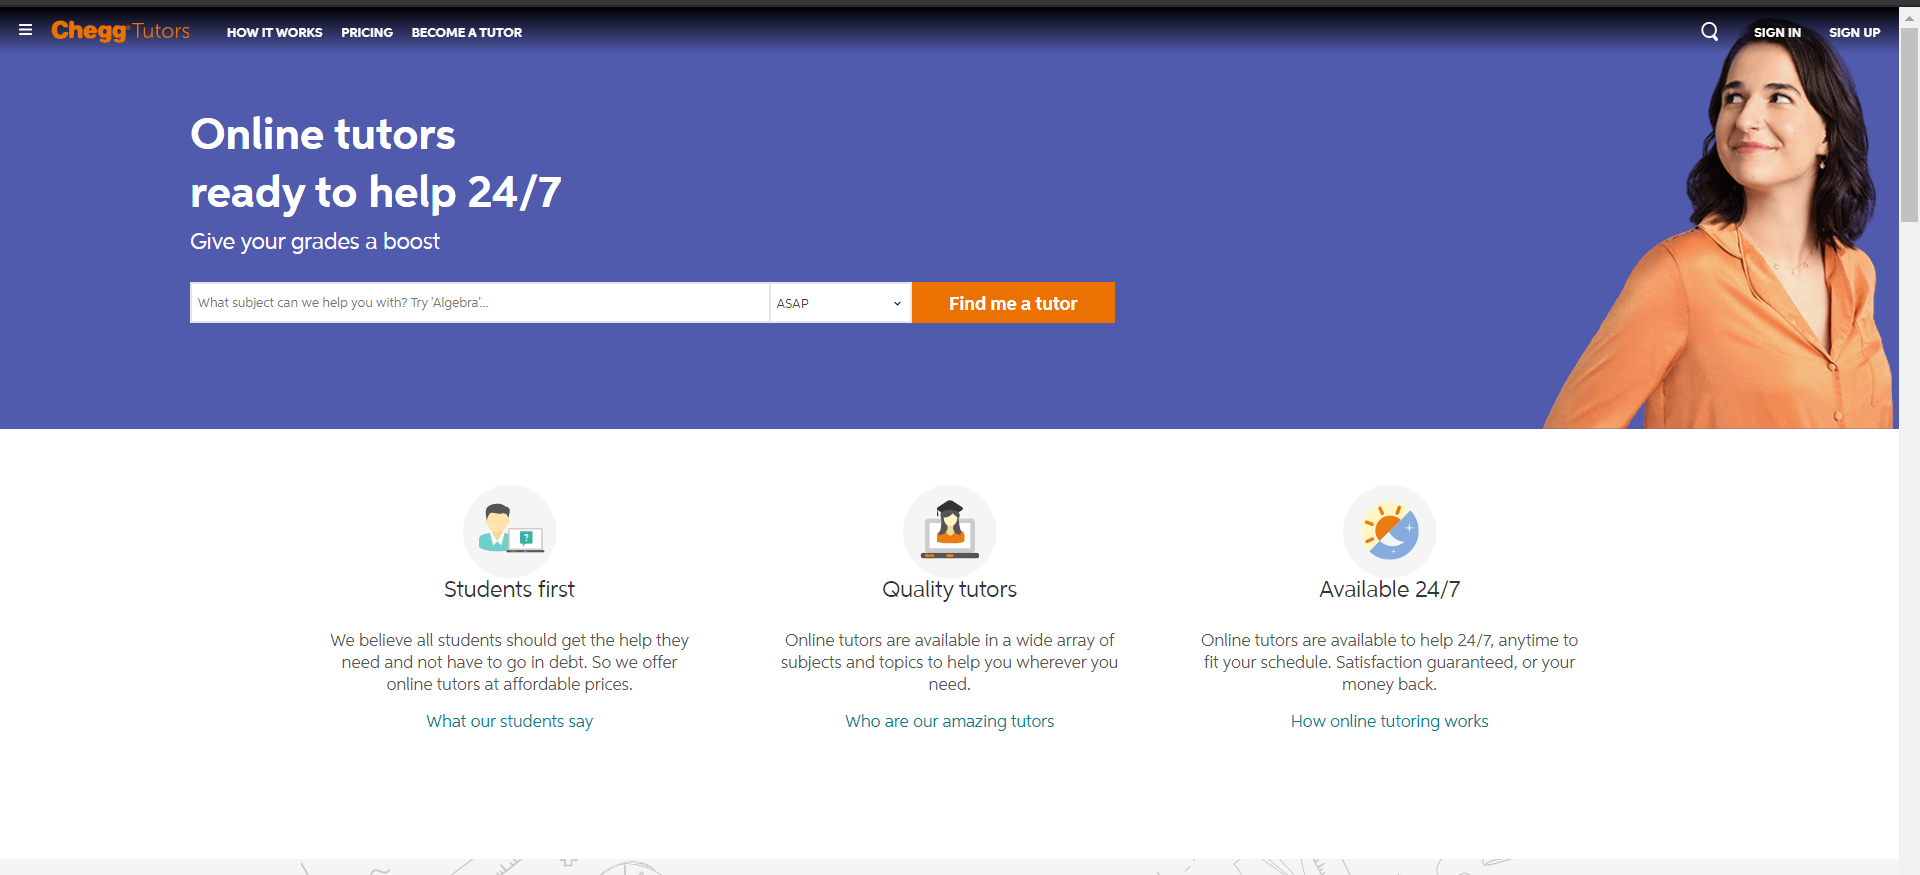 Chegg Tutors HOW IT WORKS PRICING BECOME A TUTOR SIGN IN SIGN UP
Online tutors
ready to help 24/7
Give your grades a boost
What subject can we help you with? Try 'Algebra'... ASAP Find me a tutor
Students first
We believe all students should get the help they
need and not have to go in debt. So we offer
online tutors at affordable prices.
What our students say
Quality tutors
Online tutors are available in a wide array of
subjects and topics to help you wherever you
need.
Who are our amazing tutors
Available 24/7
Online tutors are available to help 24/7, anytime to
fit your schedule. Satisfaction guaranteed, or your
money back.
How online tutoring works